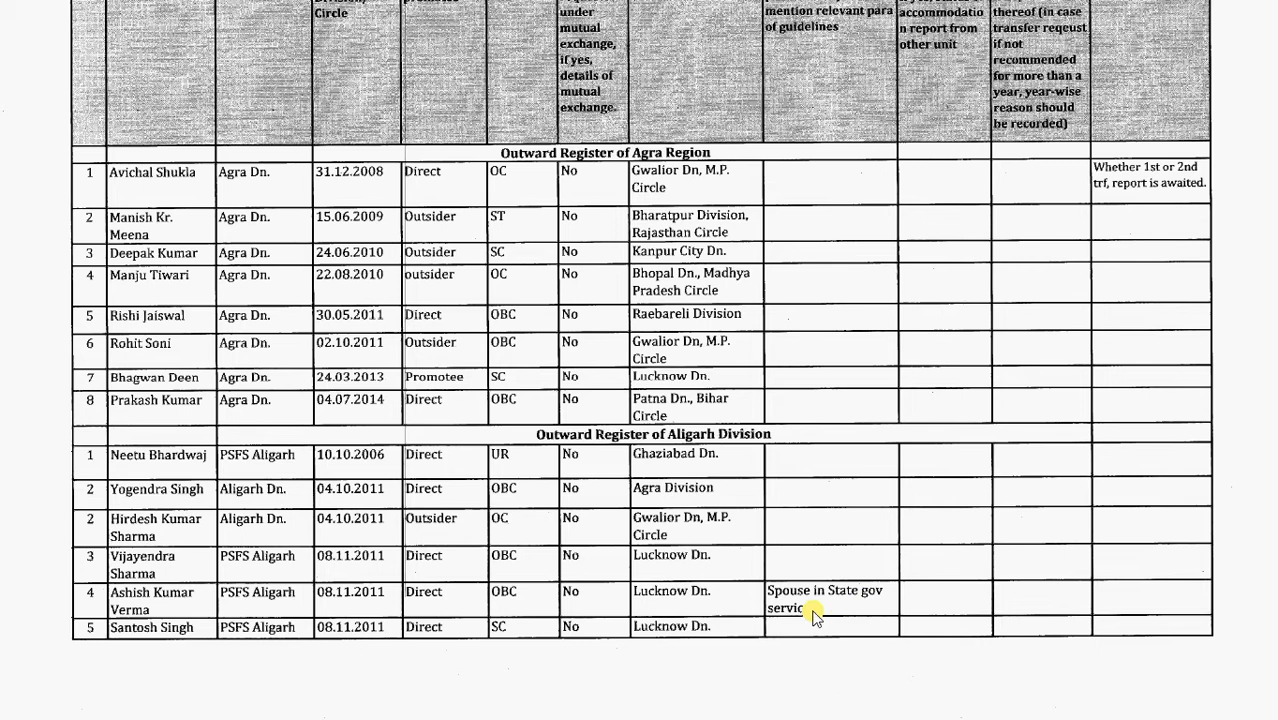 Circle
under
mutual
exchange,
if yes,
details of
mutual
exchange.
mention relevant para
of guidelines
accommodatio
n report from
other unit
thereof (in case
transfer reqeust
if not
recommended
for more than a
year, year-wise
reason should
be recorded)
Outward Register of Agra Region
1 Avichal Shukla Agra Dn. 31.12.2008 Direct OC No Gwalior Dn, M.P. Whether 1st or 2nd
Circle trf, report is awaited.
2 Manish Kr. Agra Dn. 15.06.2009 Outsider ST No Bharatpur Division,
Meena Rajasthan Circle
3 Deepak Kumar Agra Dn. 24.06.2010 Outsider SC No Kanpur City Dn.
4 Manju Tiwari Agra Dn. 22.08.2010 outsider OC No Bhopal Dn., Madhya
Pradesh Circle
5 Rishi Jaiswal Agra Dn. 30.05.2011 Direct OBC No Raebareli Division
6 Rohit Soni Agra Dn. 02.10.2011 Outsider OBC No Gwalior Dn, M.P.
Circle
7 Bhagwan Deen Agra Dn. 24.03.2013 Promotee SC No Lucknow Dn.
8 Prakash Kumar Agra Dn. 04.07.2014 Direct OBC No Patna Dn., Bihar
Circle
Outward Register of Aligarh Division
1 Neetu Bhardwaj PSFS Aligarh 10.10.2006 Direct UR No Ghaziabad Dn.
2 Yogendra Singh Aligarh Dn. 04.10.2011 Direct OBC No Agra Division
2 Hirdesh Kumar Aligarh Dn. 04.10.2011 Outsider OC No Gwalior Dn, M.P.
Sharma Circle
3 Vijayendra PSFS Aligarh 08.11.2011 Direct OBC No Lucknow Dn.
Sharma
4 Ashish Kumar PSFS Aligarh 08.11.2011 Direct OBC No Lucknow Dn. Spouse in State gov
Verma servic
5 Santosh Singh PSFS Aligarh 08.11.2011 Direct SC No Lucknow Dn.